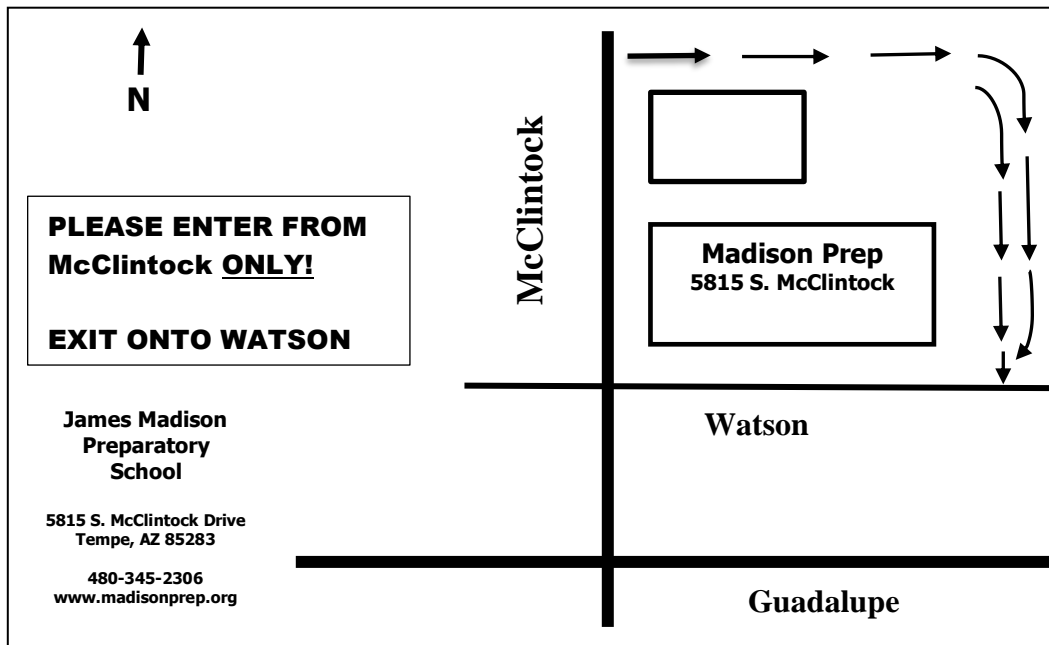 N
PLEASE ENTER FROM
McClintock ONLY!
EXIT ONTO WATSON
James Madison
Preparatory
School
5815 S. McClintock Drive
Tempe, AZ 85283
480-345-2306
www.madisonprep.org
McClintock
Madison Prep
5815 S. McClintock
Watson
Guadalupe